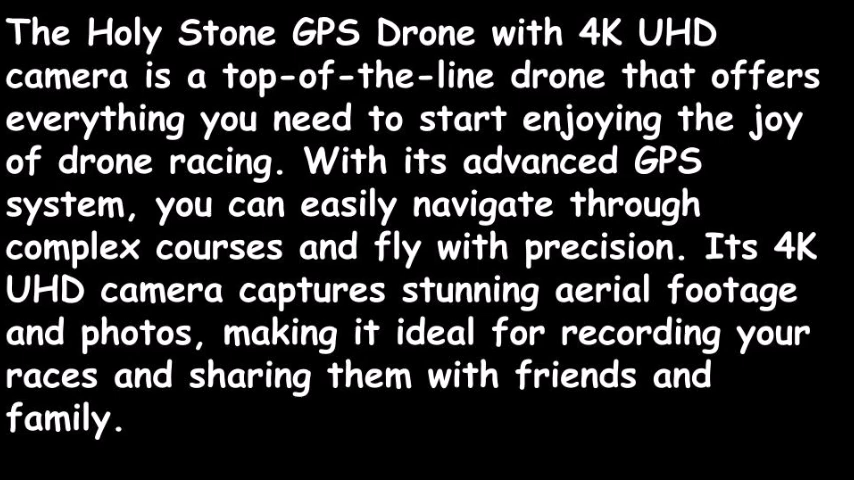 The Holy Stone GPS Drone with 4K UHD
camera is a top-of-the-line drone that offers
everything you need to start enjoying the joy
of drone racing. With its advanced GPS
system, you can easily navigate through
complex courses and fly with precision. Its 4K
UHD camera captures stunning aerial footage
and photos, making it ideal for recording your
races and sharing them with friends and
family.